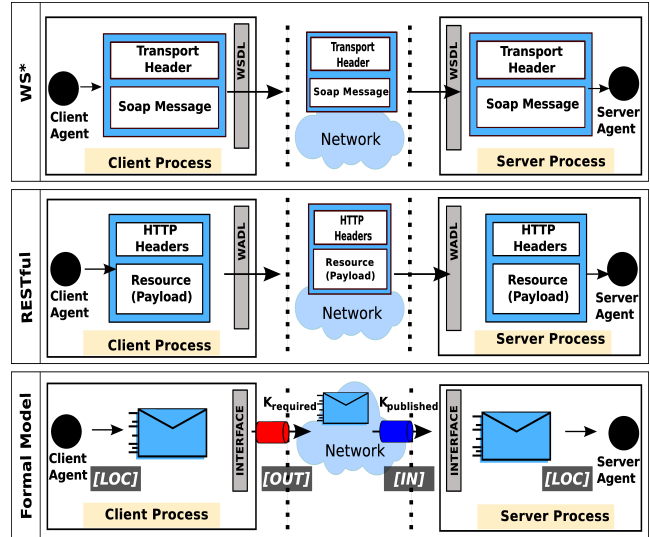 WS*
Client
Agent
Transport
Header
Soap Message
WSDL
Client Process
Transport
Header
Soap Message
Network
WSDL
Transport
Header
Soap Message
Server
Agent
Server Process
RESTful
Client
Agent
HTTP
Headers
Resource
(Payload)
WADL
Client Process
HTTP
Headers
Resource
(Payload)
Network
WADL
HTTP
Headers
Resource
(Payload)
Server
Agent
Server Process
Formal Model
Client
Agent
[LOC]
INTERFACE
Client Process
Krequired
[OUT]
Network
Kpublished
[IN]
INTERFACE
[LOC]
Server
Agent
Server Process